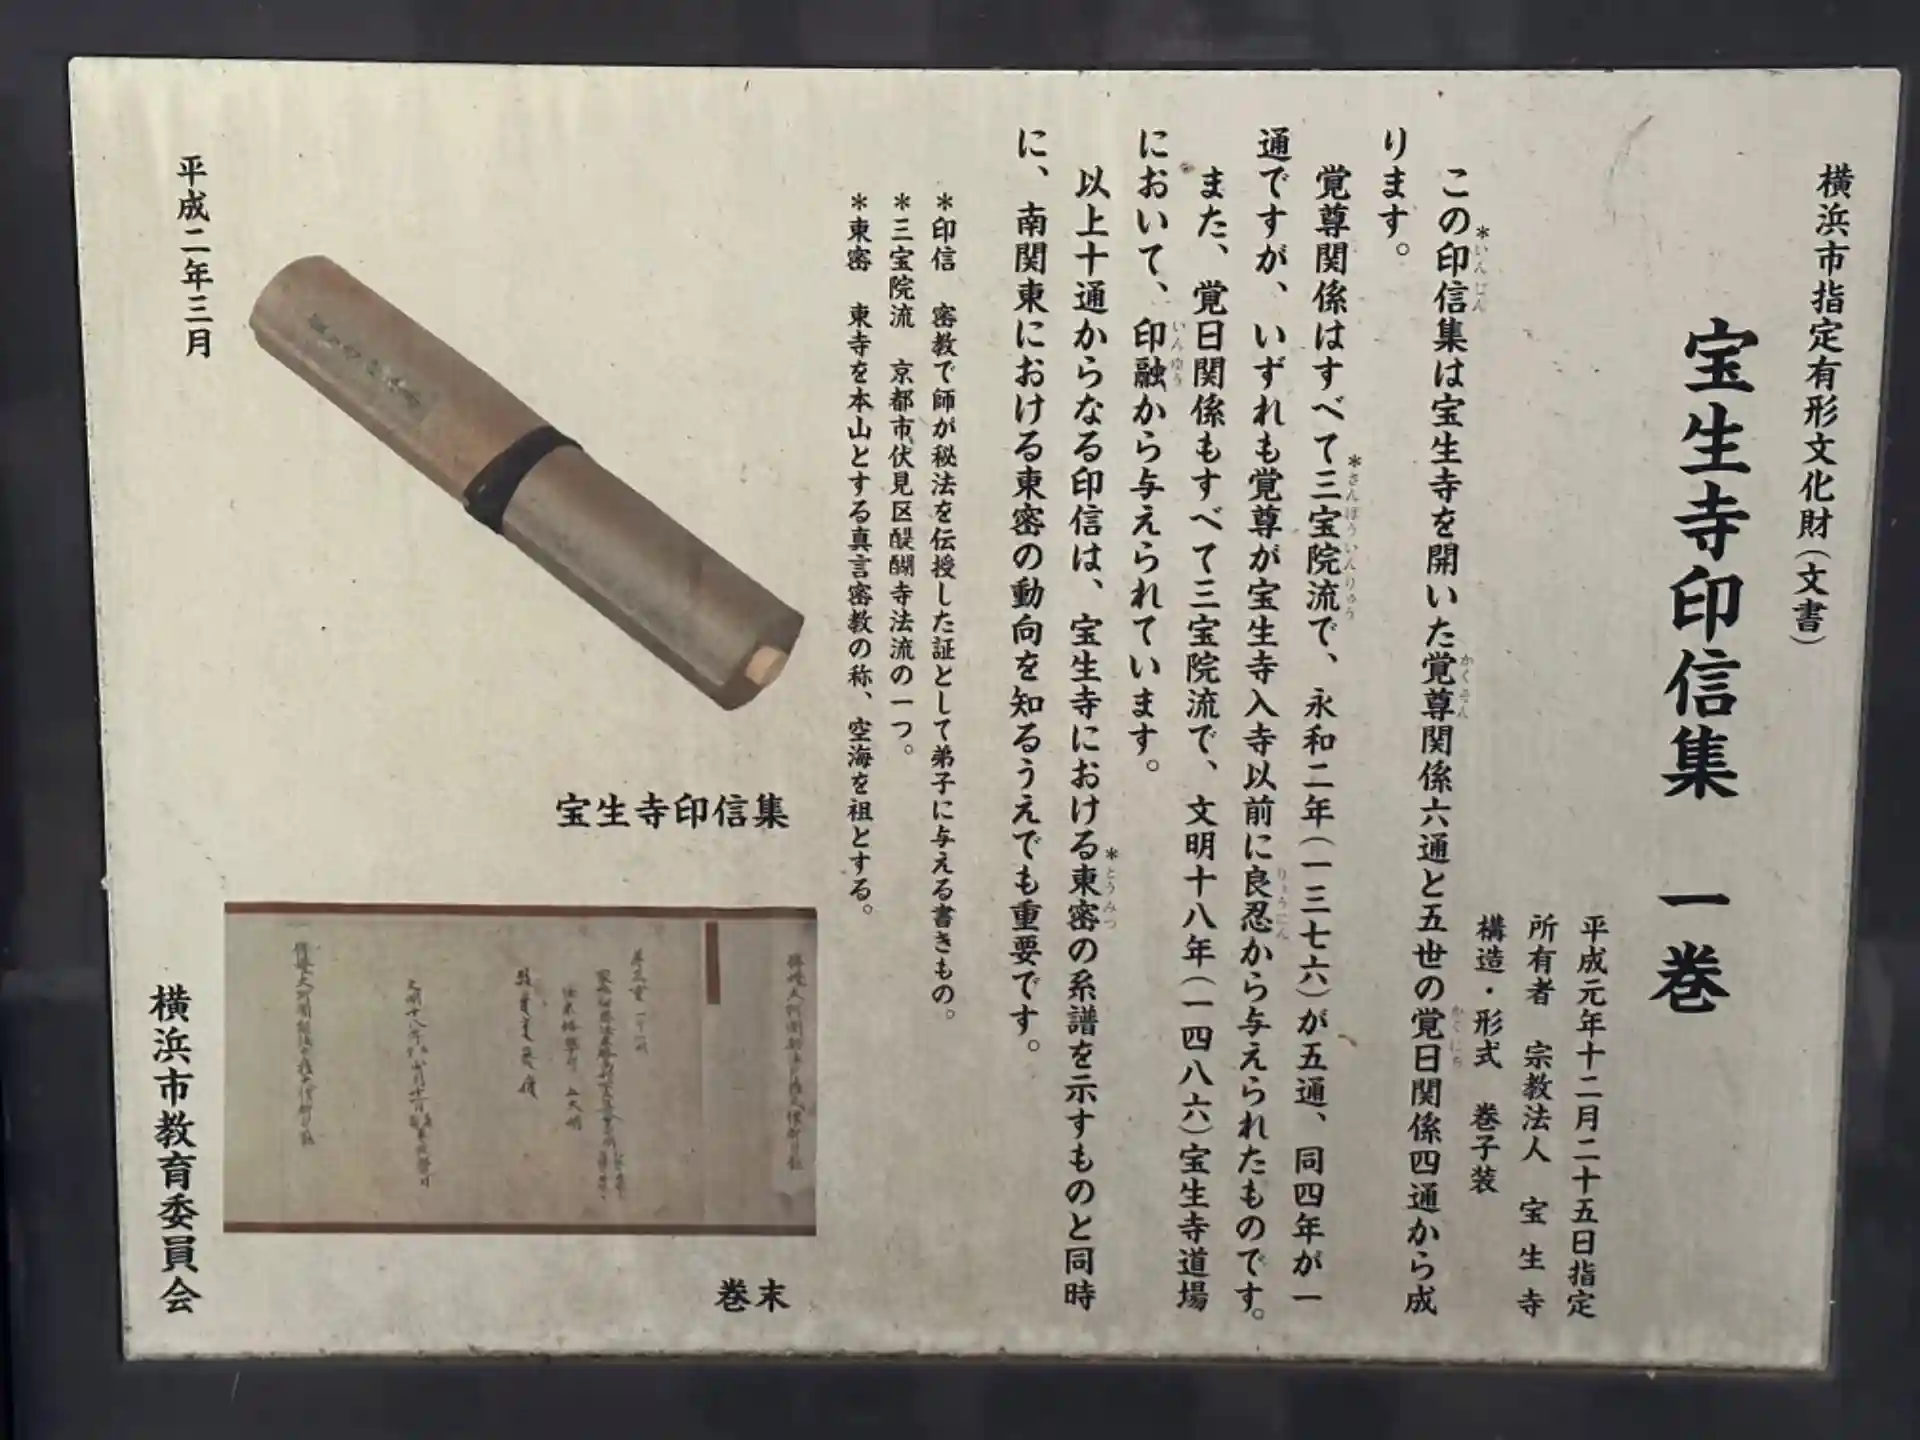 横浜市指定有形文化財（文書）
宝生寺印信集　一巻
平成元年十二月二十五日指定
所有者　宗教法人　宝生寺
構造・形式　巻子装
この印信集は宝生寺を開いた覚尊関係六通と五世の覚日関係四通から成
ります。
覚尊関係はすべて三宝院流で、永和二年（一三七六）が五通、同四年が一
通ですが、いずれも覚尊が宝生寺入寺以前に良忍から与えられたものです。
また、覚日関係もすべて三宝院流で、文明十八年（一四八六）宝生寺道場
において、印融から与えられています。
以上十通からなる印信は、宝生寺における東密の系譜を示すものと同時
に、南関東における東密の動向を知るうえでも重要です。
＊印信　密教で師が秘法を伝授した証として弟子に与える書きもの。
＊三宝院流　京都市伏見区醍醐寺法流の一つ。
＊東密　東寺を本山とする真言密教の称、空海を祖とする。
宝生寺印信集
巻末
平成二年三月
横浜市教育委員会